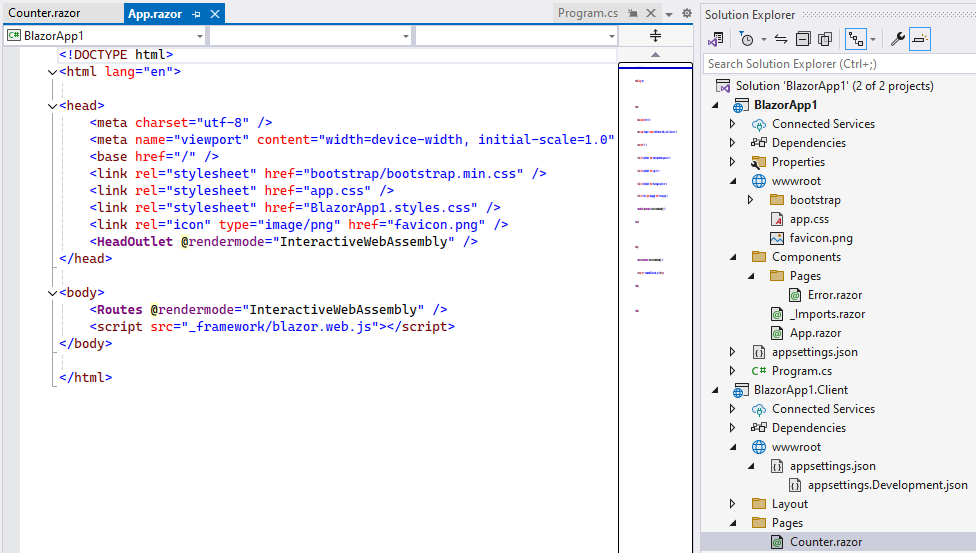 Counter.razor
App.razor
Program.cs
BlazorApp1
<!DOCTYPE html>
<html lang="en">
<head>
<meta charset="utf-8" />
<meta name="viewport" content="width=device-width, initial-scale=1.0"
<base href="/" />
<link rel="stylesheet" href="bootstrap/bootstrap.min.css" />
<link rel="stylesheet" href="app.css" />
<link rel="stylesheet" href="BlazorApp1.styles.css" />
<link rel="icon" type="image/png" href="favicon.png" />
<HeadOutlet @rendermode="InteractiveWebAssembly" />
</head>
<body>
<Routes @rendermode="InteractiveWebAssembly" />
<script src="_framework/blazor.web.js"></script>
</body>
</html>
Solution Explorer
Search Solution Explorer (Ctrl+;)
Solution 'BlazorApp1' (2 of 2 projects)
BlazorApp1
Connected Services
Dependencies
Properties
wwwroot
bootstrap
app.css
favicon.png
Components
Pages
Error.razor
_Imports.razor
App.razor
appsettings.json
C# Program.cs
BlazorApp1.Client
Connected Services
Dependencies
wwwroot
appsettings.json
appsettings.Development.json
Layout
Pages
Counter.razor